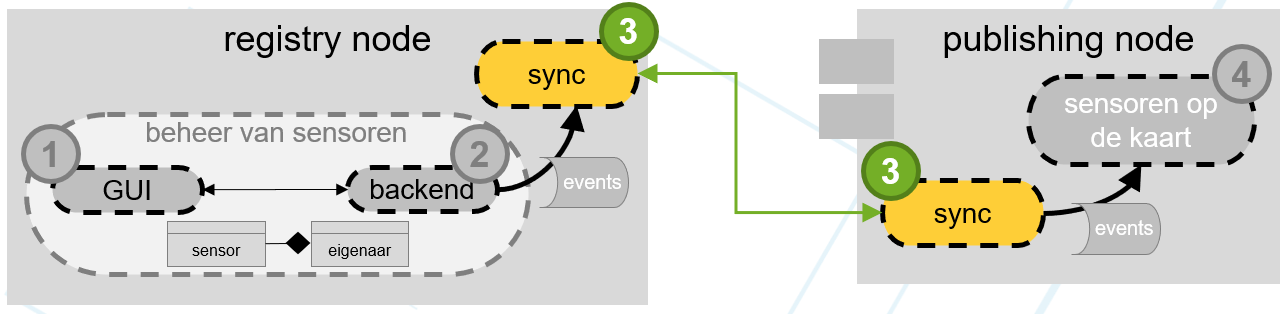 registry node
3
sync
beheer van sensoren
1
2
GUI
backend
events
sensor
eigenaar
publishing node
4
sensoren op
de kaart
3
sync
events